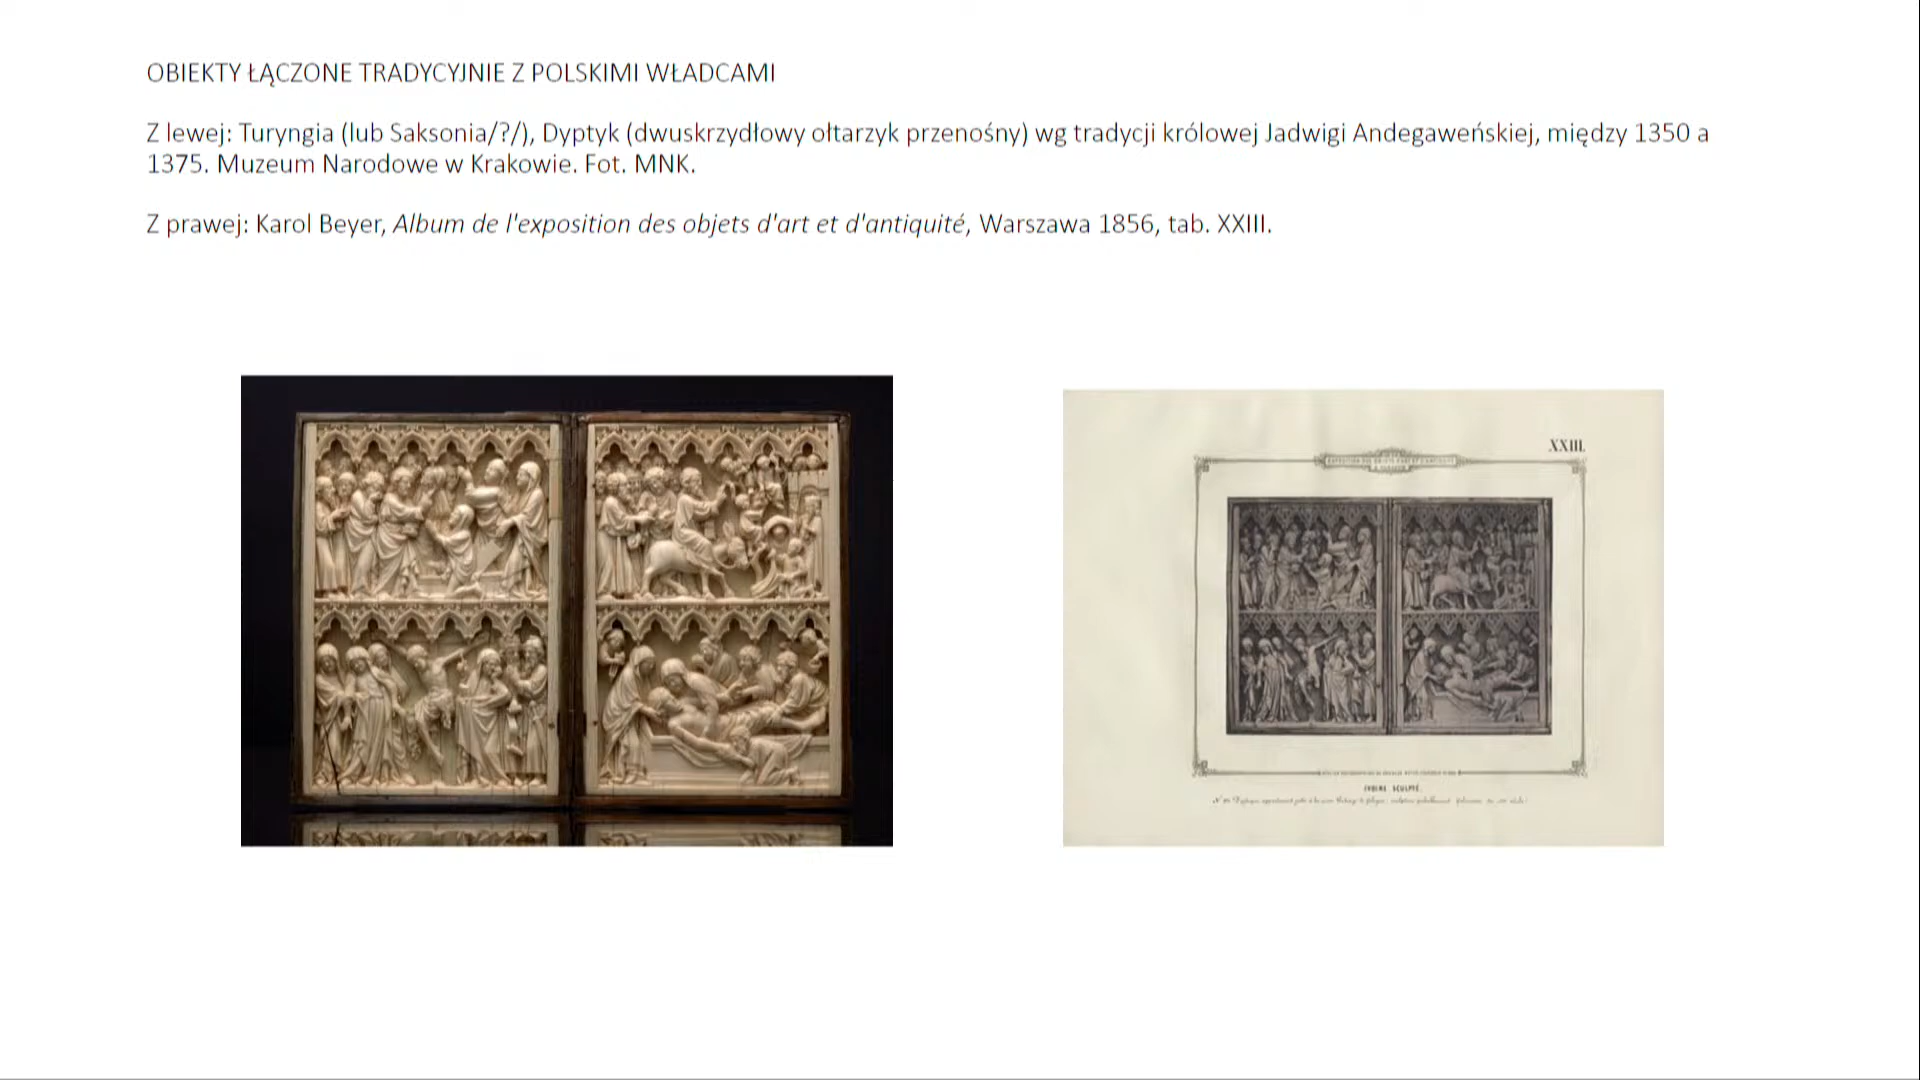 OBIEKTY ŁĄCZONE TRADYCYJNIE Z POLSKIMI WŁADCAMI
Z lewej: Turyngia (lub Saksonia/?/), Dyptyk (dwuskrzydłowy ołtarzyk przenośny) wg tradycji królowej Jadwigi Andegaweńskiej, między 1350 a
1375. Muzeum Narodowe w Krakowie. Fot. MNK.
Z prawej: Karol Beyer, Album de l'exposition des objets d'art et d'antiquité, Warszawa 1856, tab. XXIII.
XXIII.
IVOIRE SCULPTÉ.